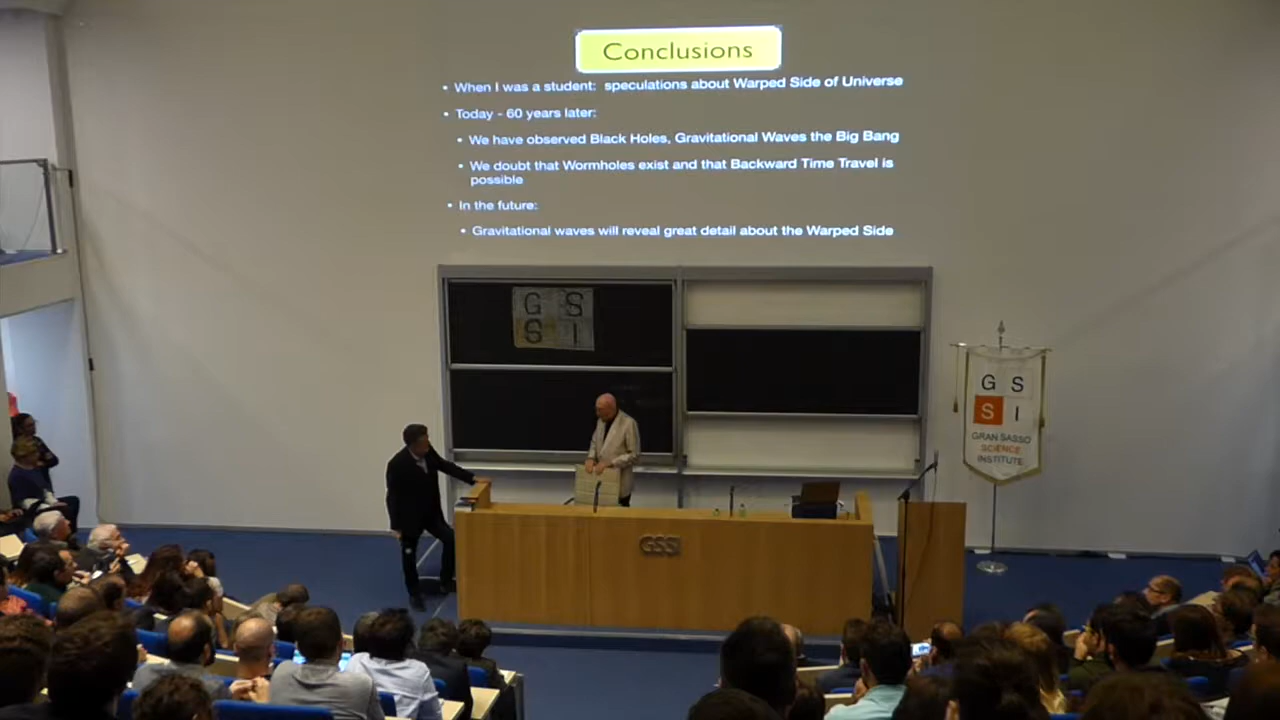 Conclusions
• When I was a student: speculations about Warped Side of Universe
• Today - 60 years later:
• We have observed Black Holes, Gravitational Waves the Big Bang
• We doubt that Wormholes exist and that Backward Time Travel is
possible
• In the future:
• Gravitational waves will reveal great detail about the Warped Side
G S
S I
G S
S I
GRAN SASSO
SCIENCE
INSTITUTE
GSSI